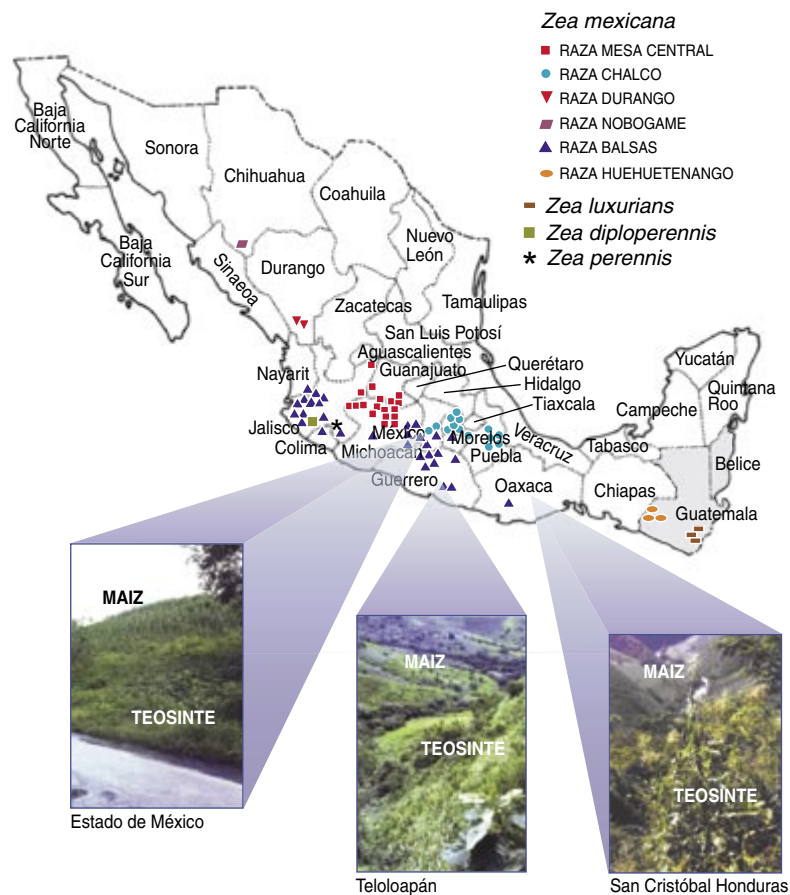 Zea mexicana
RAZA MESA CENTRAL
RAZA CHALCO
RAZA DURANGO
RAZA NOBOGAME
RAZA BALSAS
RAZA HUEHUETENANGO
Zea luxurians
Zea diploperennis
* Zea perennis
Baja
California
Norte
Sonora
Chihuahua
Coahuila
Baja
California
Sur
Sinaeoa
Durango
Nuevo
León
Zacatecas
Tamaulipas
San Luis Potosí
Aguascalientes
Guanajuato
Querétaro
Hidalgo
Tiaxcala
Nayarit
Jalisco
Colima
*
México
Michoacán
Morelos
Puebla
Veracruz
Guerrero
Oaxaca
Yucatán
Quintana
Roo
Campeche
Tabasco
Belice
Chiapas
Guatemala
MAIZ
TEOSINTE
Estado de México
MAIZ
TEOSINTE
Teloloapán
MAIZ
TEOSINTE
San Cristóbal Honduras